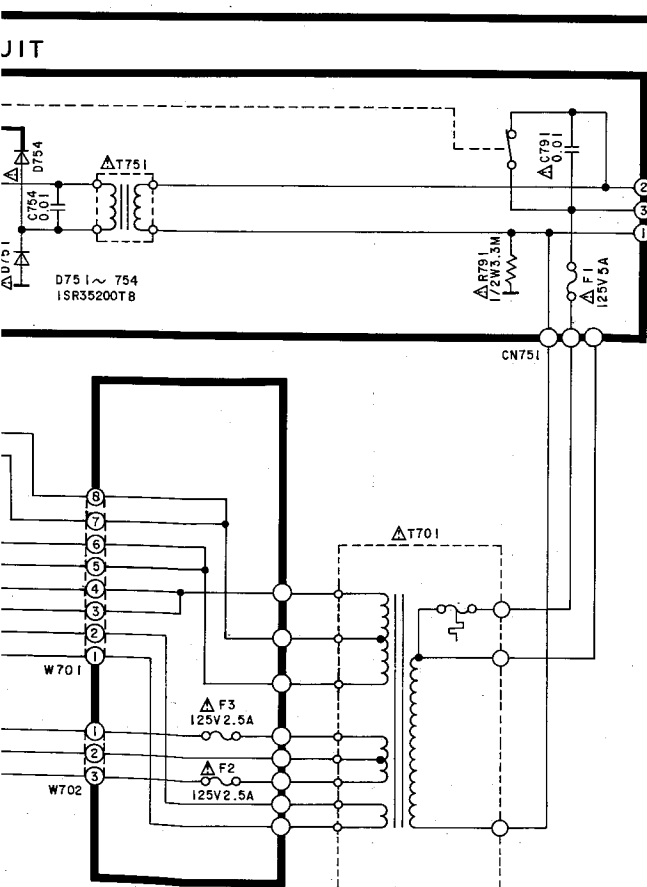 JIT
D754
C754
0.01
T751
C791
0.01
2
3
1
D751
D751~754
1SR35200TB
R791
1/2W3.3M
F1
125V5A
CN751
8
7
6
5
4
3
2
1
W701
T701
F3
125V2.5A
1
2
3
F2
125V2.5A
W702